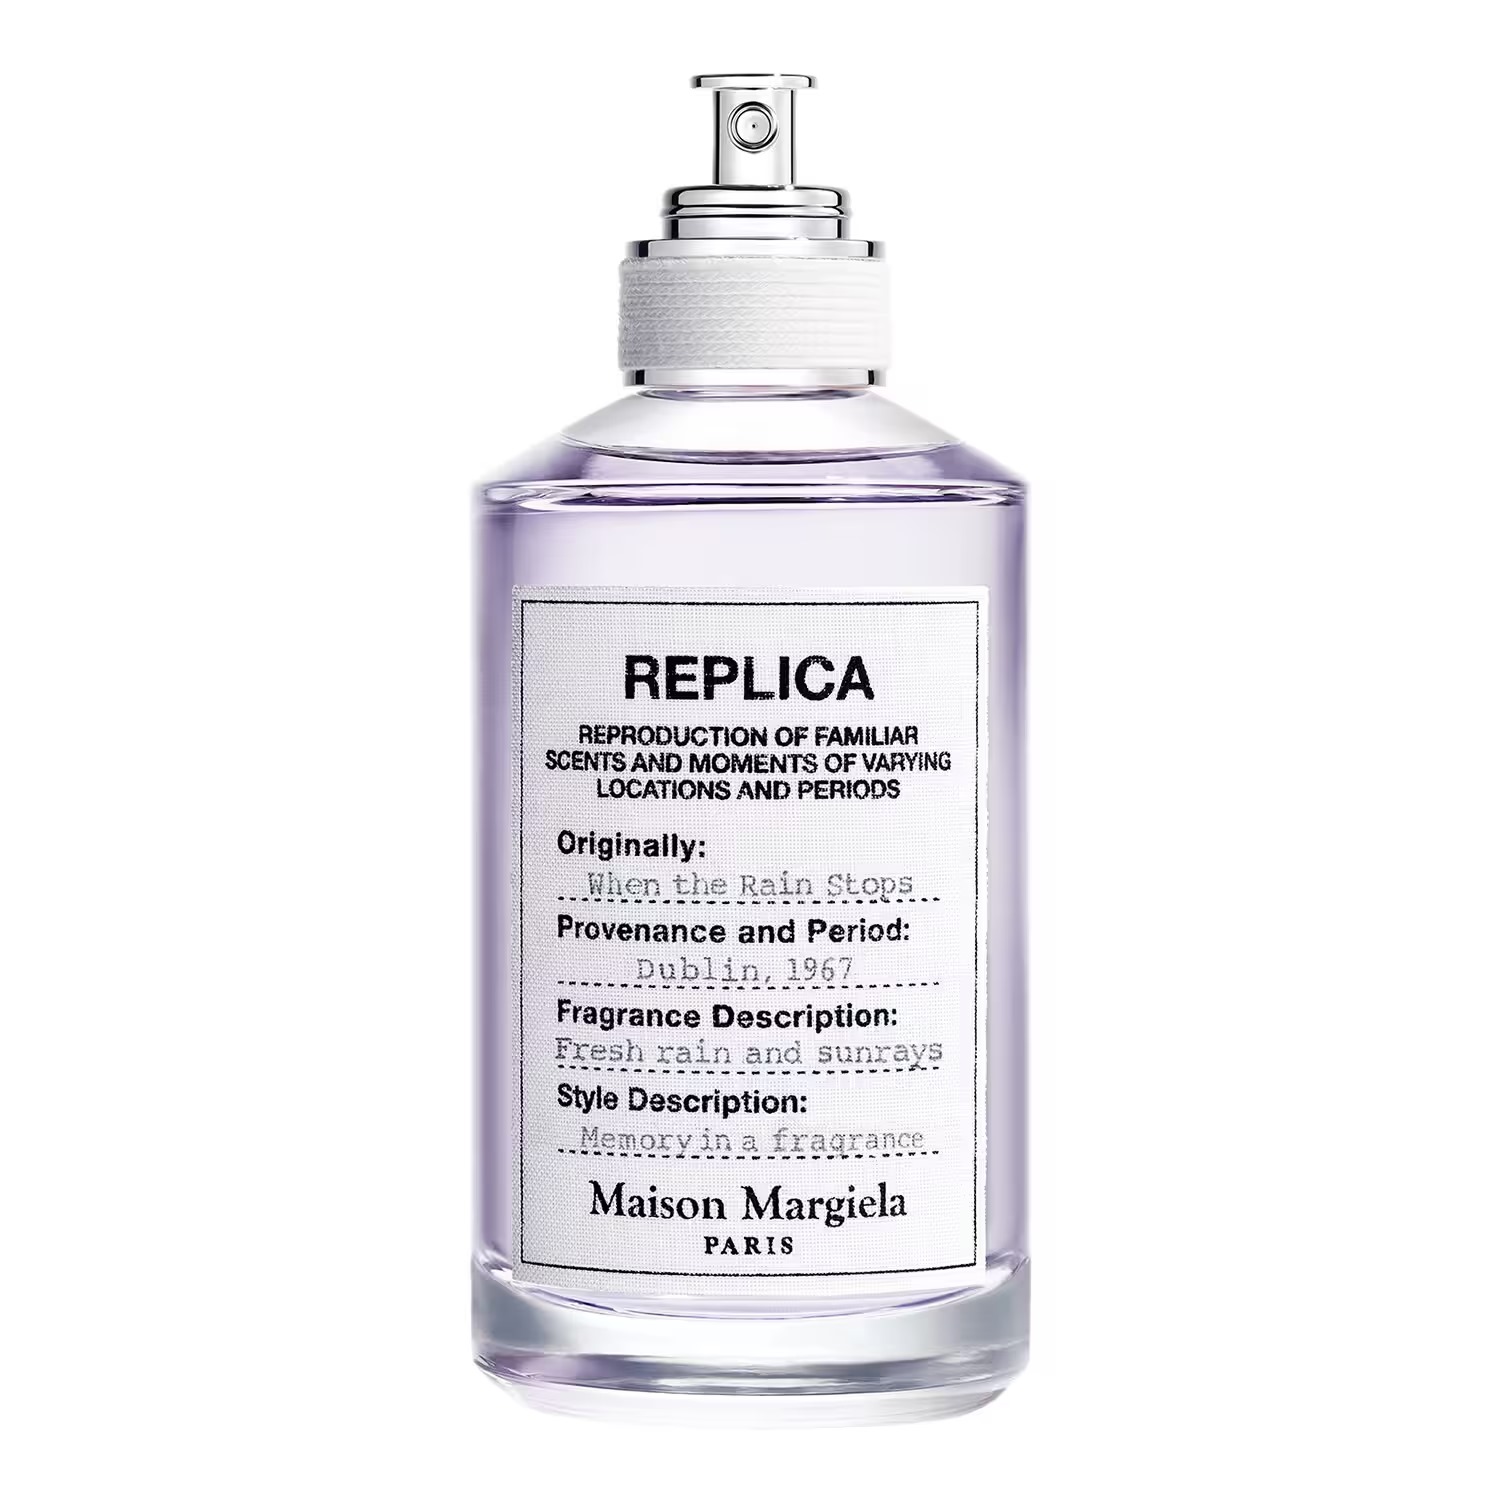 REPLICA
REPRODUCTION OF FAMILIAR
SCENTS AND MOMENTS OF VARYING
LOCATIONS AND PERIODS
Originally:
When the Rain Stops
Provenance and Period:
Dublin, 1967
Fragrance Description:
Fresh rain and sunrays
Style Description:
Memory in a fragrance
Maison Margiela
PARIS